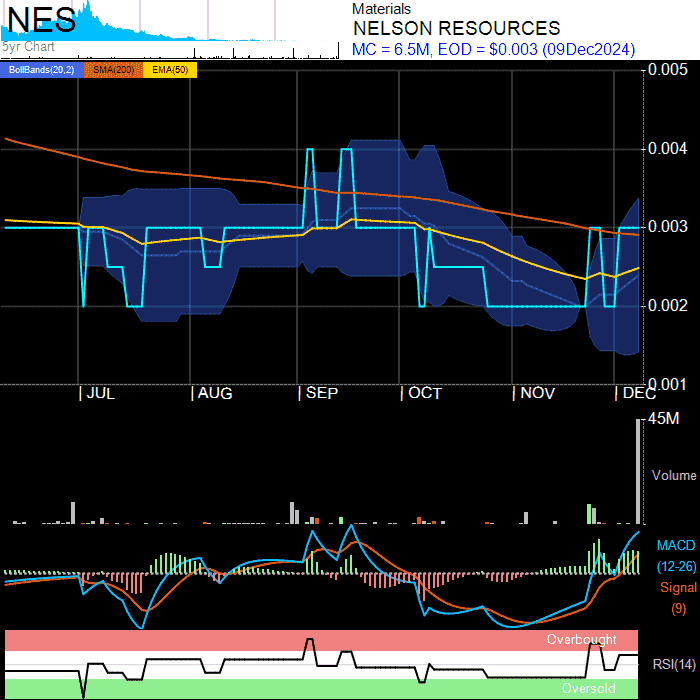 NES
5yr Chart
Materials
NELSON RESOURCES
MC = 6.5M, EOD = $0.003 (09Dec2024)
BollBands(20,2) SMA(200) EMA(50)
0.005
0.004
0.003
0.002
0.001
JUL AUG SEP OCT NOV DEC
45M
Volume
MACD
(12-26)
Signal
(9)
Overbought
RSI(14)
Oversold